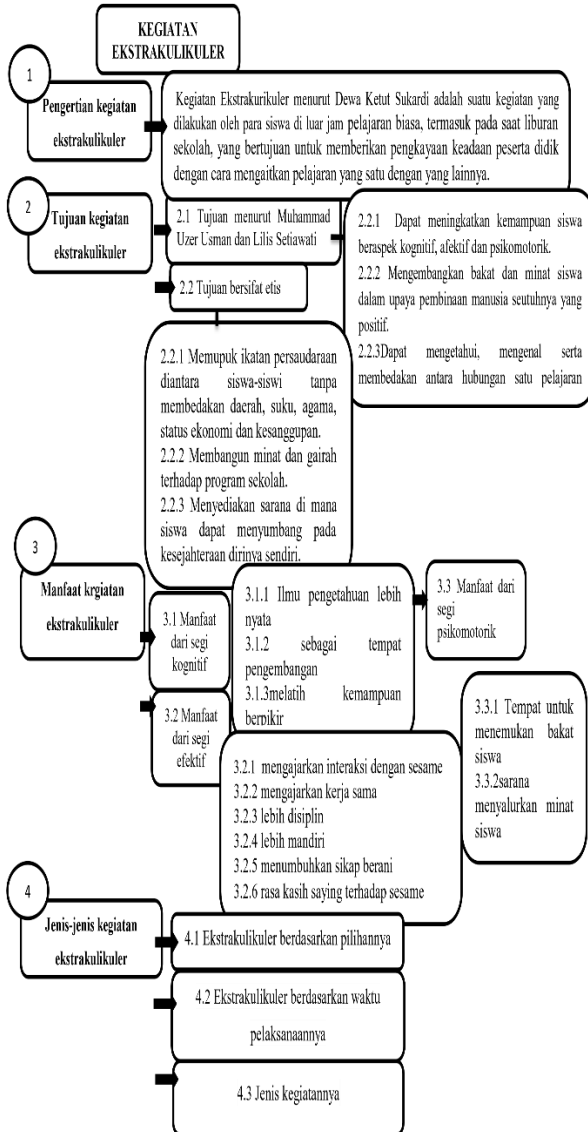 KEGIATAN
EKSTRAKULIKULER
1
Pengertian kegiatan
ekstrakulikuler
Kegiatan Ekstrakurikuler menurut Dewa Ketut Sukardi adalah suatu kegiatan yang
dilakukan oleh para siswa di luar jam pelajaran biasa, termasuk pada saat liburan
sekolah, yang bertujuan untuk memberikan pengkayaan keadaan peserta didik
dengan cara mengaitkan pelajaran yang satu dengan yang lainnya.
2
Tujuan kegiatan
ekstrakulikuler
2.1 Tujuan menurut Muhammad
Uzer Usman dan Lilis Setiawati
2.2.1 Dapat meningkatkan kemampuan siswa
beraspek kognitif, afektif dan psikomotorik.
2.2.2 Mengembangkan bakat dan minat siswa
dalam upaya pembinaan manusia seutuhnya yang
positif.
2.2.3Dapat mengetahui, mengenal serta
membedakan antara hubungan satu pelajaran
2.2 Tujuan bersifat etis
2.2.1 Memupuk ikatan persaudaraan
diantara siswa-siswi tanpa
membedakan daerah, suku, agama,
status ekonomi dan kesanggupan.
2.2.2 Membangun minat dan gairah
terhadap program sekolah.
2.2.3 Menyediakan sarana di mana
siswa dapat menyumbang pada
kesejahteraan dirinya sendiri.
3
Manfaat krgiatan
ekstrakulikuler
3.1 Manfaat
dari segi
kognitif
3.1.1 Ilmu pengetahuan lebih
nyata
3.1.2 sebagai tempat
pengembangan
3.1.3melatih kemampuan
berpikir
3.3 Manfaat dari
segi
psikomotorik
3.2 Manfaat
dari segi
efektif
3.2.1 mengajarkan interaksi dengan sesame
3.2.2 mengajarkan kerja sama
3.2.3 lebih disiplin
3.2.4 lebih mandiri
3.2.5 menumbuhkan sikap berani
3.2.6 rasa kasih saying terhadap sesame
3.3.1 Tempat untuk
menemukan bakat
siswa
3.3.2sarana
menyalurkan minat
siswa
4
Jenis-jenis kegiatan
ekstrakulikuler
4.1 Ekstrakulikuler berdasarkan pilihannya
4.2 Ekstrakulikuler berdasarkan waktu
pelaksanaannya
4.3 Jenis kegiatannya